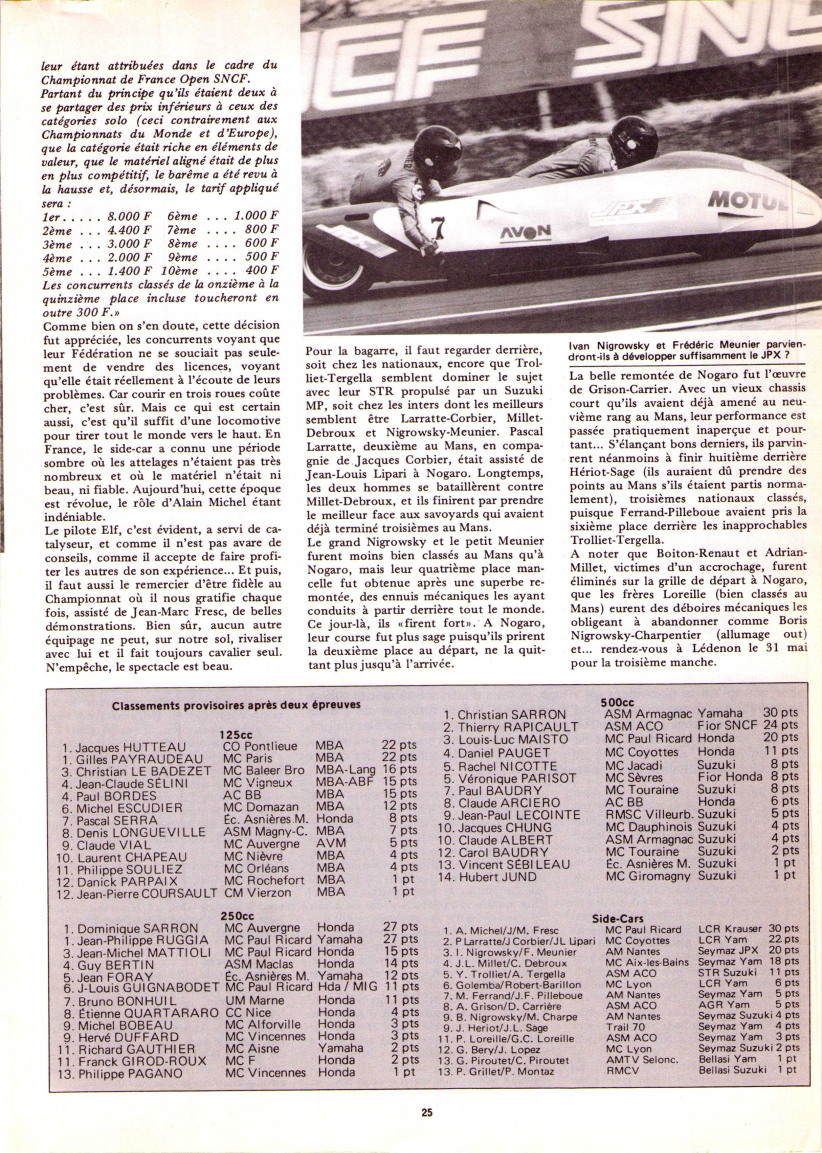 leur étant attribuées dans le cadre du
Championnat de France Open SNCF.
Partant du principe qu'ils étaient deux à
se partager des prix inférieurs à ceux des
catégories solo (ceci contrairement aux
Championnats du Monde et d'Europe),
que la catégorie était riche en éléments de
valeur, que le matériel aligné était de plus
en plus compétitif, le barême a été revu à
la hausse et, désormais, le tarif appliqué
sera :
1er . . . . . 8.000 F 6ème . . . 1.000 F
2ème . . . 4.400 F 7ème . . . . 800 F
3ème . . . 3.000 F 8ème . . . . 600 F
4ème . . . 2.000 F 9ème . . . . 500 F
5ème . . . 1.400 F 10ème . . . . 400 F
Les concurrents classés de la onzième à la
quinzième place incluse toucheront en
outre 300 F.»
Comme bien on s'en doute, cette décision
fut appréciée, les concurrents voyant que
leur Fédération ne se souciait pas seule-
ment de vendre des licences, voyant
qu'elle était réellement à l'écoute de leurs
problèmes. Car courir en trois roues coûte
cher, c'est sûr. Mais ce qui est certain
aussi, c'est qu'il suffit d'une locomotive
pour tirer tout le monde vers le haut. En
France, le side-car a connu une période
sombre où les attelages n'étaient pas très
nombreux et où le matériel n'était ni
beau, ni fiable. Aujourd'hui, cette époque
est révolue, le rôle d'Alain Michel étant
indéniable.
Le pilote Elf, c'est évident, a servi de ca-
talyseur, et comme il n'est pas avare de
conseils, comme il accepte de faire profi-
ter les autres de son expérience... Et puis,
il faut aussi le remercier d'être fidèle au
Championnat où il nous gratifie chaque
fois, assisté de Jean-Marc Fresc, de belles
démonstrations. Bien sûr, aucun autre
équipage ne peut, sur notre sol, rivaliser
avec lui et il fait toujours cavalier seul.
N'empêche, le spectacle est beau.
NCF SNC
7
AVON
JPX
MOTUL
Ivan Nigrowsky et Frédéric Meunier parvien-
dront-ils à développer suffisamment le JPX ?
Pour la bagarre, il faut regarder derrière,
soit chez les nationaux, encore que Trol-
liet-Tergella semblent dominer le sujet
avec leur STR propulsé par un Suzuki
MP, soit chez les inters dont les meilleurs
semblent être Larratte-Corbier, Millet-
Debroux et Nigrowsky-Meunier. Pascal
Larratte, deuxième au Mans, en compa-
gnie de Jacques Corbier, était assisté de
Jean-Louis Lipari à Nogaro. Longtemps,
les deux hommes se bataillèrent contre
Millet-Debroux, et ils finirent par prendre
le meilleur face aux savoyards qui avaient
déjà terminé troisièmes au Mans.
Le grand Nigrowsky et le petit Meunier
furent moins bien classés au Mans qu'à
Nogaro, mais leur quatrième place man-
celle fut obtenue après une superbe re-
montée, des ennuis mécaniques les ayant
conduits à partir derrière tout le monde.
Ce jour-là, ils «firent fort». A Nogaro,
leur course fut plus sage puisqu'ils prirent
la deuxième place au départ, ne la quit-
tant plus jusqu'à l'arrivée.
La belle remontée de Nogaro fut l'œuvre
de Grison-Carrier. Avec un vieux chassis
court qu'ils avaient déjà amené au neu-
vième rang au Mans, leur performance est
passée pratiquement inaperçue et pour-
tant... S'élançant bons derniers, ils parvin-
rent néanmoins à finir huitième derrière
Hériot-Sage (ils auraient dû prendre des
points au Mans s'ils étaient partis norma-
lement), troisièmes nationaux classés,
puisque Ferrand-Pilleboue avaient pris la
sixième place derrière les inapprochables
Trolliet-Tergella.
A noter que Boiton-Renaut et Adrian-
Millet, victimes d'un accrochage, furent
éliminés sur la grille de départ à Nogaro,
que les frères Loreille (bien classés au
Mans) eurent des déboires mécaniques les
obligeant à abandonner comme Boris
Nigrowsky-Charpentier (allumage out)
et... rendez-vous à Lédenon le 31 mai
pour la troisième manche.
Classements provisoires après deux épreuves
125cc
1. Jacques HUTTEAU CO Pontlieue MBA 22 pts
1. Gilles PAYRAUDEAU MC Paris MBA 22 pts
3. Christian LE BADEZET MC Baleer Bro MBA-Lang 16 pts
4. Jean-Claude SÉLINI MC Vigneux MBA-ABF 15 pts
4. Paul BORDES AC BB MBA 15 pts
6. Michel ESCUDIER MC Domazan MBA 12 pts
7. Pascal SERRA Éc. Asnières M. Honda 8 pts
8. Denis LONGUEVILLE ASM Magny-C. MBA 7 pts
9. Claude VIAL MC Auvergne AVM 5 pts
10. Laurent CHAPEAU MC Nièvre MBA 4 pts
11. Philippe SOULIEZ MC Orléans MBA 4 pts
12. Danick PARPAIX MC Rochefort MBA 1 pt
12. Jean-Pierre COURSAULT CM Vierzon MBA 1 pt
250cc
1. Dominique SARRON MC Auvergne Honda 27 pts
1. Jean-Philippe RUGGIA MC Paul Ricard Yamaha 27 pts
3. Jean-Michel MATTIOLI MC Paul Ricard Honda 15 pts
4. Guy BERTIN ASM Maclas Honda 14 pts
5. Jean FORAY Éc. Asnières M. Yamaha 12 pts
6. J-Louis GUIGNABODET MC Paul Ricard Hda / MIG 11 pts
7. Bruno BONHUIL UM Marne Honda 11 pts
8. Étienne QUARTARARO CC Nice Honda 4 pts
9. Michel BOBEAU MC Alforville Honda 3 pts
9. Hervé DUFFARD MC Vincennes Honda 3 pts
11. Richard GAUTHIER MC Aisne Yamaha 2 pts
11. Franck GIROD-ROUX MC F Honda 2 pts
13. Philippe PAGANO MC Vincennes Honda 1 pt
500cc
1. Christian SARRON ASM Armagnac Yamaha 30 pts
2. Thierry RAPICAULT ASM ACO Fior SNCF 24 pts
3. Louis-Luc MAISTO MC Paul Ricard Honda 20 pts
4. Daniel PAUGET MC Coyottes Honda 11 pts
5. Rachel NICOTTE MC Jacadi Suzuki 8 pts
5. Véronique PARISOT MC Sèvres Fior Honda 8 pts
7. Paul BAUDRY MC Touraine Suzuki 8 pts
8. Claude ARCIERO AC BB Honda 6 pts
9. Jean-Paul LECOINTE RMSC Villeurb. Suzuki 5 pts
10. Jacques CHUNG MC Dauphinois Suzuki 4 pts
10. Claude ALBERT ASM Armagnac Suzuki 4 pts
12. Carol BAUDRY MC Touraine Suzuki 2 pts
13. Vincent SÉBILEAU Éc. Asnières M. Suzuki 1 pt
14. Hubert JUND MC Giromagny Suzuki 1 pt
Side-Cars
1. A. Michel/J/M. Fresc MC Paul Ricard LCR Krauser 30 pts
2. P Larratte/J Corbier/JL Lipari MC Coyottes LCR Yam 22 pts
3. I. Nigrowsky/F. Meunier AM Nantes Seymaz JPX 20 pts
4. J.L. Millet/C. Debroux MC Aix-les-Bains Seymaz Yam 18 pts
5. Y. Trolliet/A. Tergella ASM ACO STR Suzuki 11 pts
6. Golemba/Robert-Barillon MC Lyon LCR Yam 6 pts
7. M. Ferrand/J.F. Pilleboue AM Nantes Seymaz Yam 5 pts
8. A. Grison/D. Carrière ASM ACO AGR Yam 5 pts
9. B. Nigrowsky/M. Charpe AM Nantes Seymaz Suzuki 4 pts
9. J. Heriot/J.L. Sage Trail 70 Seymaz Yam 4 pts
11. P. Loreille/G.C. Loreille ASM ACO Seymaz Yam 3 pts
12. G. Bery/J. Lopez MC Lyon Seymaz Suzuki 2 pts
13. G. Piroutet/C. Piroutet AMTV Selonc. Bellasi Yam 1 pt
13. P. Grillet/P. Montaz RMCV Bellasi Suzuki 1 pt
25